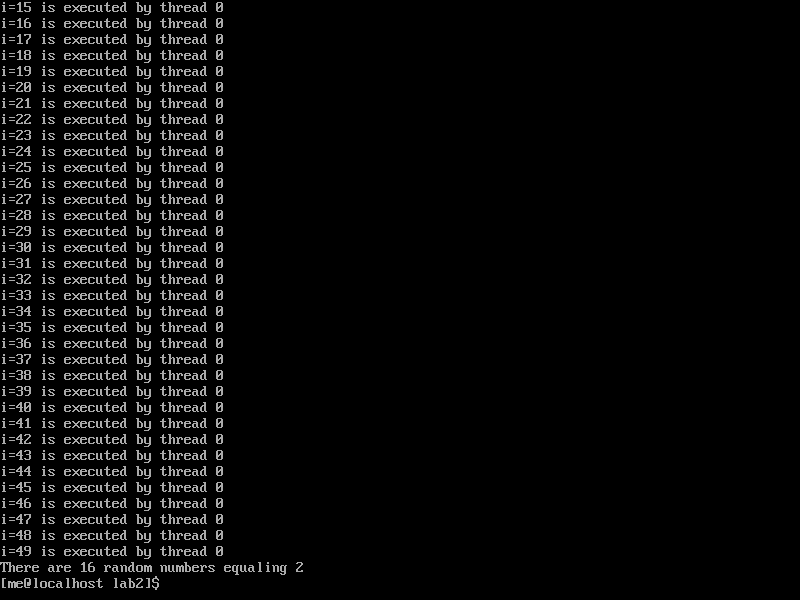 i=15 is executed by thread 0
i=16 is executed by thread 0
i=17 is executed by thread 0
i=18 is executed by thread 0
i=19 is executed by thread 0
i=20 is executed by thread 0
i=21 is executed by thread 0
i=22 is executed by thread 0
i=23 is executed by thread 0
i=24 is executed by thread 0
i=25 is executed by thread 0
i=26 is executed by thread 0
i=27 is executed by thread 0
i=28 is executed by thread 0
i=29 is executed by thread 0
i=30 is executed by thread 0
i=31 is executed by thread 0
i=32 is executed by thread 0
i=33 is executed by thread 0
i=34 is executed by thread 0
i=35 is executed by thread 0
i=36 is executed by thread 0
i=37 is executed by thread 0
i=38 is executed by thread 0
i=39 is executed by thread 0
i=40 is executed by thread 0
i=41 is executed by thread 0
i=42 is executed by thread 0
i=43 is executed by thread 0
i=44 is executed by thread 0
i=45 is executed by thread 0
i=46 is executed by thread 0
i=47 is executed by thread 0
i=48 is executed by thread 0
i=49 is executed by thread 0
There are 16 random numbers equaling 2
[me@localhost lab2]$